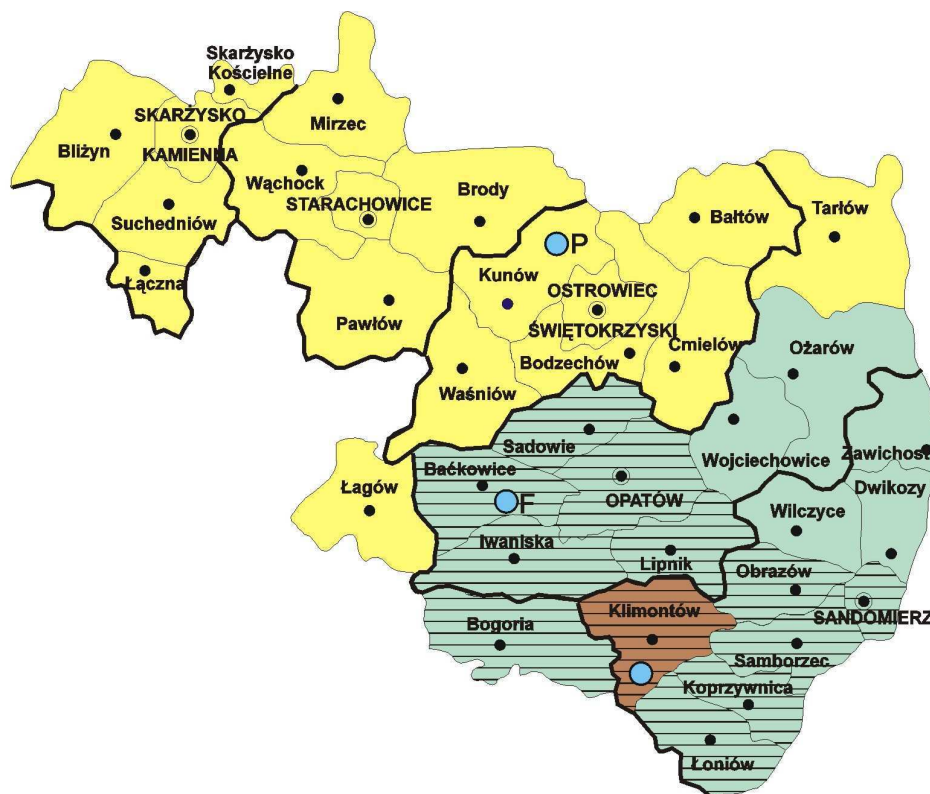 Skarżysko
Kościelne
SKARŻYSKO
KAMIENNA
Mirzec
Bliżyn
Wąchock
STARACHOWICE
Brody
Suchedniów
Bałtów
Tarłów
P
Łączna
Kunów
OSTROWIEC
ŚWIĘTOKRZYSKI
Pawłów
Bodzechów
Ćmielów
Ożarów
Waśniów
Sadowie
Wojciechowice
Zawichost
Baćkowice
Dwikozy
Łagów
F
OPATÓW
Wilczyce
Iwaniska
Lipnik
Obrazów
Klimontów
SANDOMIERZ
Bogoria
Samborzec
Koprzywnica
Łoniów